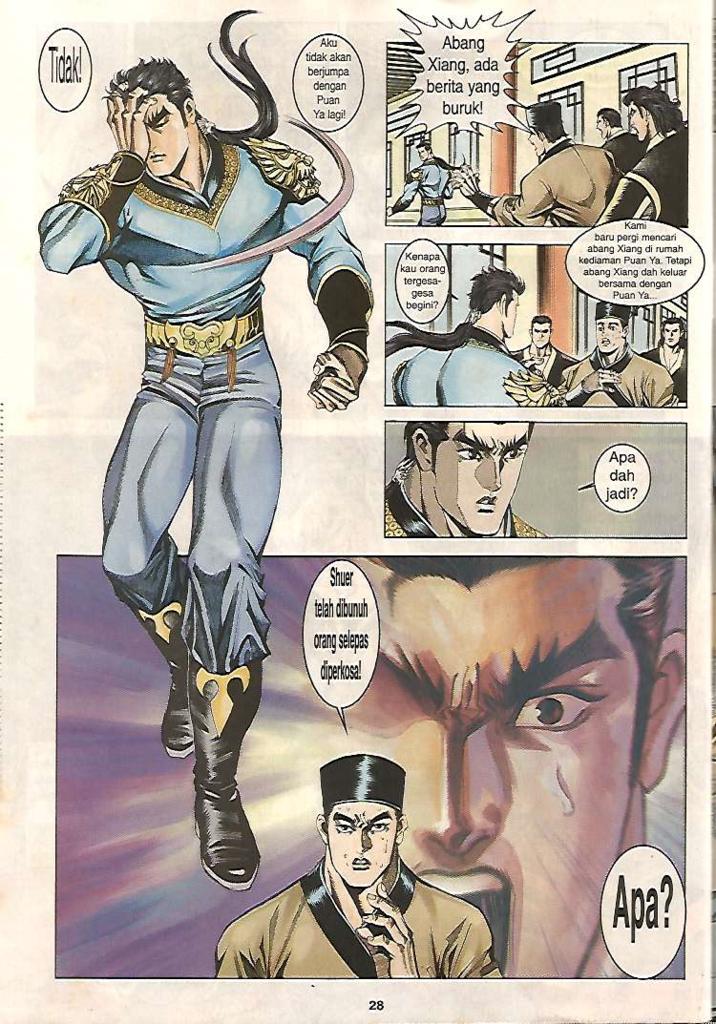 Tidak!
Aku
tidak akan
berjumpa
dengan
Puan
Ya lagi!
Abang
Xiang, ada
berita yang
buruk!
Kenapa
kau orang
tergesa-
gesa
begini?
Kami
baru pergi mencari
abang Xiang di rumah
kediaman Puan Ya. Tetapi
abang Xiang dah keluar
bersama dengan
Puan Ya...
Apa
dah
jadi?
Shuer
telah dibunuh
orang selepas
diperkosa!
Apa?
28